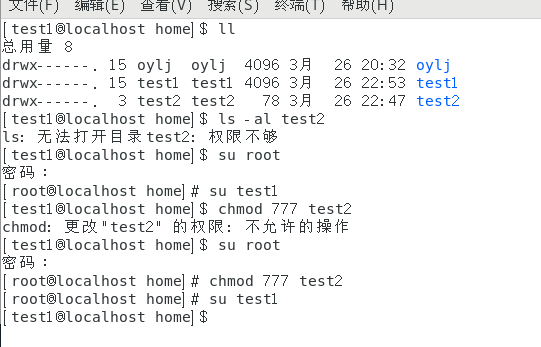 文件(F) 编辑(E) 查看(V) 搜索(S) 终端(T) 帮助(H)
[test1@localhost home]$ ll
总用量 8
drwx------. 15 oylj  oylj  4096 3月  26 20:32 oylj
drwx------. 15 test1 test1 4096 3月  26 22:53 test1
drwx------.  3 test2 test2   78 3月  26 22:47 test2
[test1@localhost home]$ ls -al test2
ls: 无法打开目录test2: 权限不够
[test1@localhost home]$ su root
密码：
[root@localhost home]# su test1
[test1@localhost home]$ chmod 777 test2
chmod: 更改"test2" 的权限: 不允许的操作
[test1@localhost home]$ su root
密码：
[root@localhost home]# chmod 777 test2
[root@localhost home]# su test1
[test1@localhost home]$